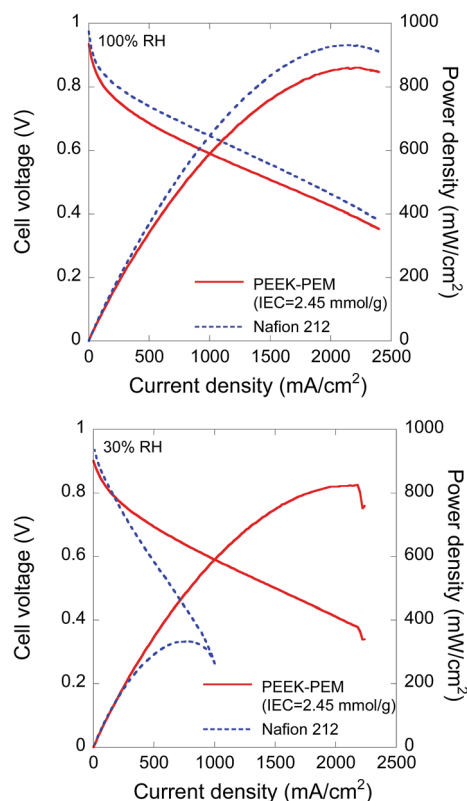 100% RH
Cell voltage (V)
1
0.8
0.6
0.4
0.2
0
Power density (mW/cm²)
1000
800
600
400
200
0
PEEK-PEM
(IEC=2.45 mmol/g)
Nafion 212
0 500 1000 1500 2000 2500
Current density (mA/cm²)
30% RH
Cell voltage (V)
1
0.8
0.6
0.4
0.2
0
Power density (mW/cm²)
1000
800
600
400
200
0
PEEK-PEM
(IEC=2.45 mmol/g)
Nafion 212
0 500 1000 1500 2000 2500
Current density (mA/cm²)